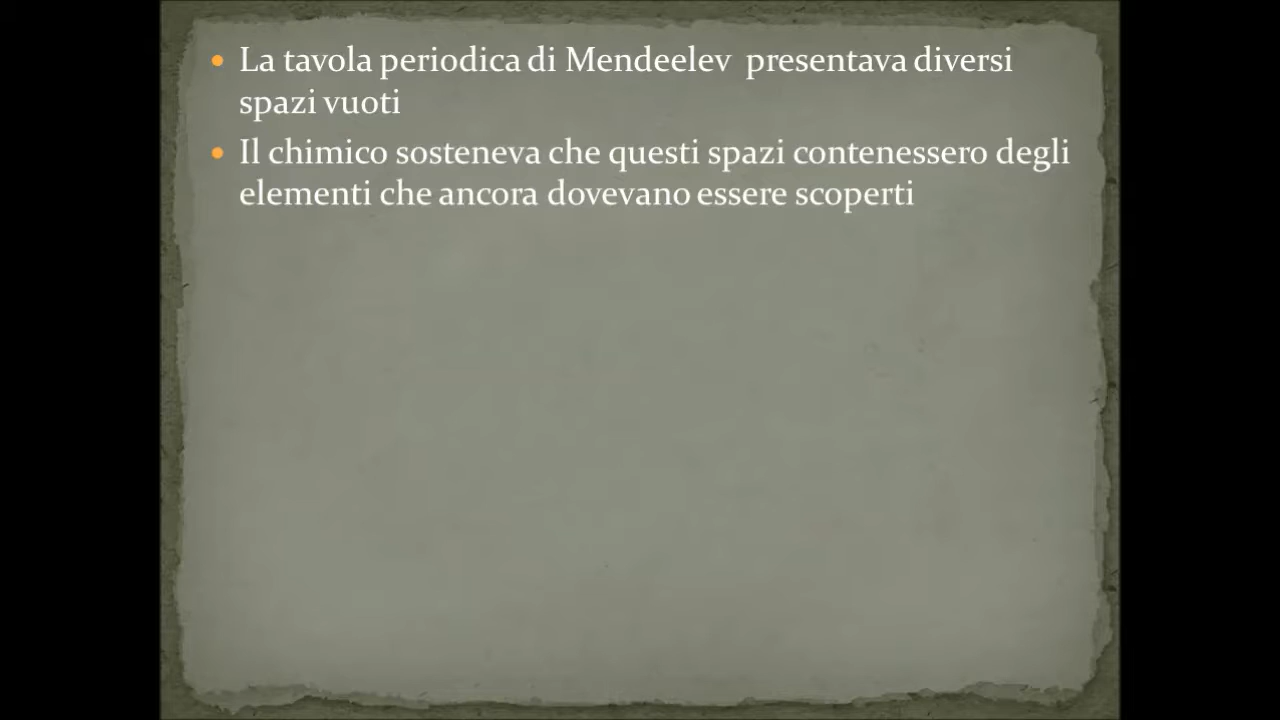 • La tavola periodica di Mendeelev  presentava diversi
spazi vuoti
• Il chimico sosteneva che questi spazi contenessero degli
elementi che ancora dovevano essere scoperti